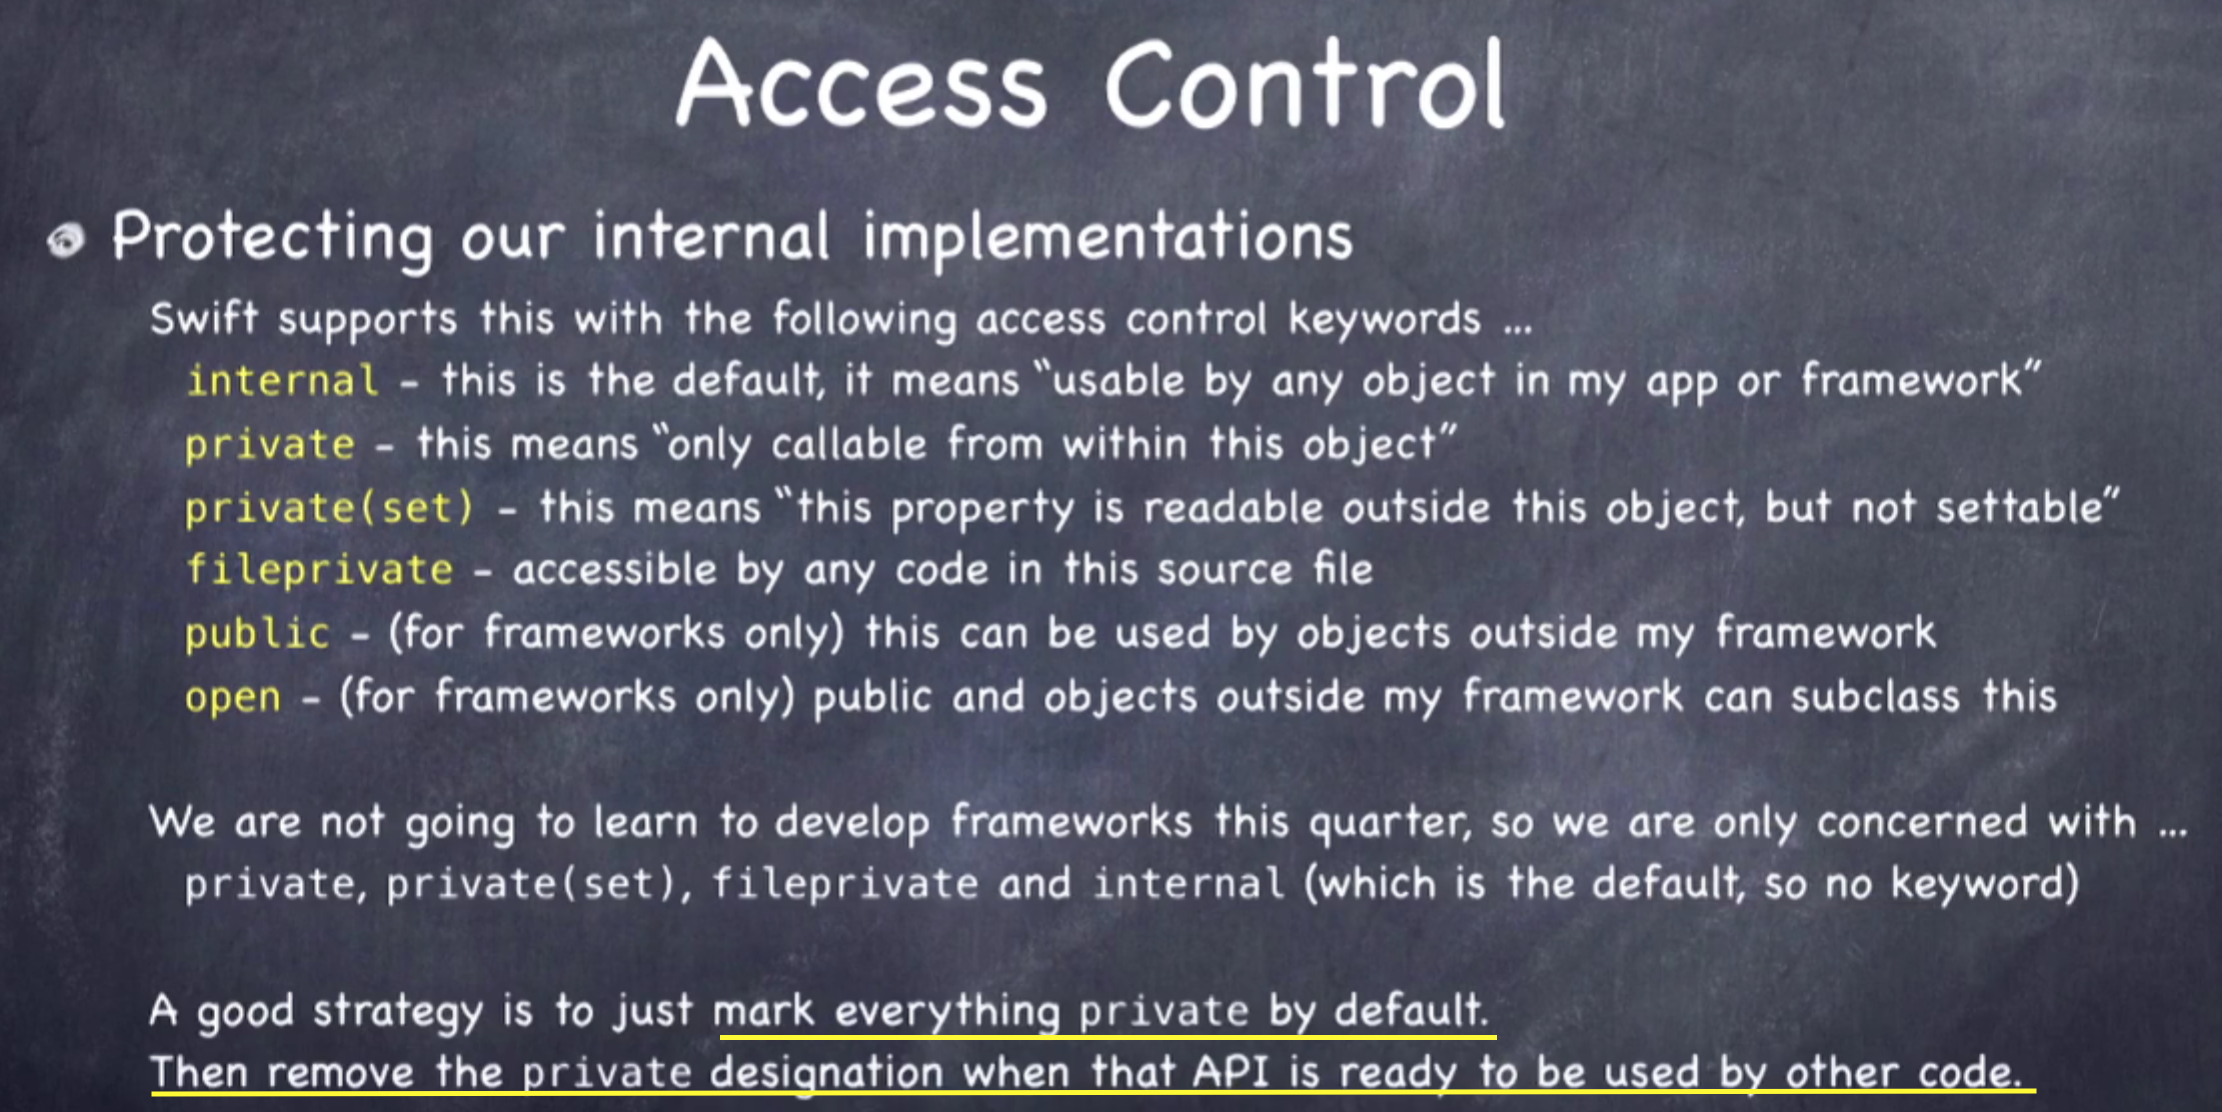 Access Control
Protecting our internal implementations
Swift supports this with the following access control keywords ...
internal - this is the default, it means “usable by any object in my app or framework”
private - this means “only callable from within this object”
private(set) - this means “this property is readable outside this object, but not settable”
fileprivate - accessible by any code in this source file
public - (for frameworks only) this can be used by objects outside my framework
open - (for frameworks only) public and objects outside my framework can subclass this
We are not going to learn to develop frameworks this quarter, so we are only concerned with ...
private, private(set), fileprivate and internal (which is the default, so no keyword)
A good strategy is to just mark everything private by default.
Then remove the private designation when that API is ready to be used by other code.